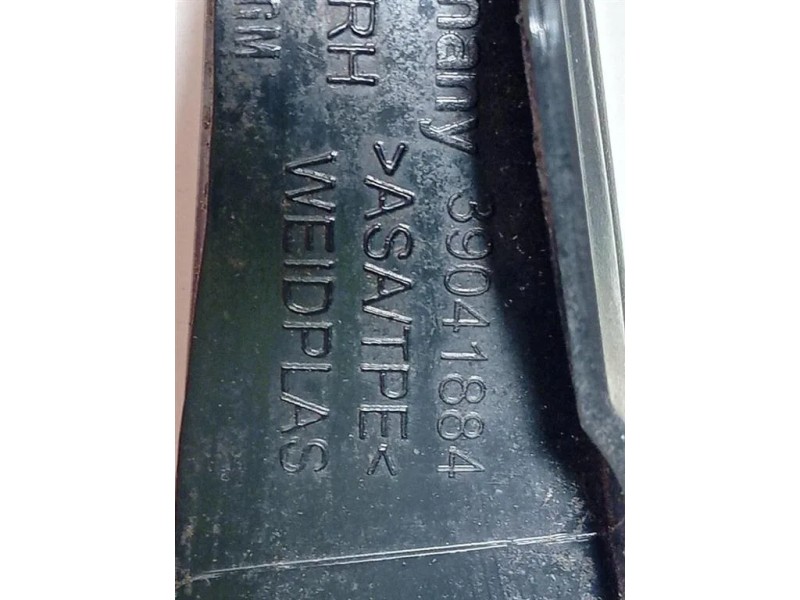 many 39041884
RH >ASA/TPE<
WEIDPLAS